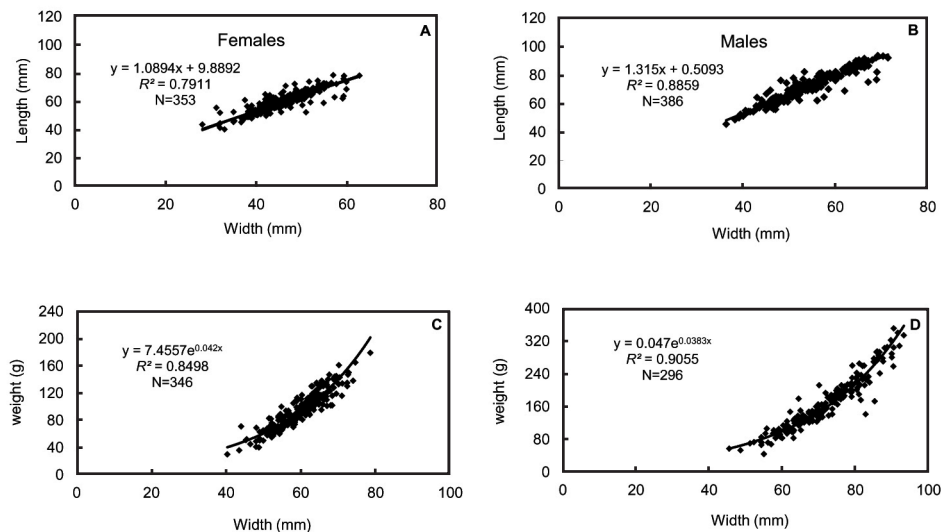 A
Females
y = 1.0894x + 9.8892
R² = 0.7911
N=353
Length (mm)
120
100
80
60
40
20
0
0 20 40 60 80
Width (mm)
B
Males
y = 1.315x + 0.5093
R² = 0.8859
N=386
Length (mm)
120
100
80
60
40
20
0
0 20 40 60 80
Width (mm)
C
y = 7.4557e^0.042x
R² = 0.8498
N=346
weight (g)
240
200
160
120
80
40
0
0 20 40 60 80 100
Width (mm)
D
y = 0.047e^0.0383x
R² = 0.9055
N=296
weight (g)
400
320
240
160
80
0
0 20 40 60 80 100
Width (mm)